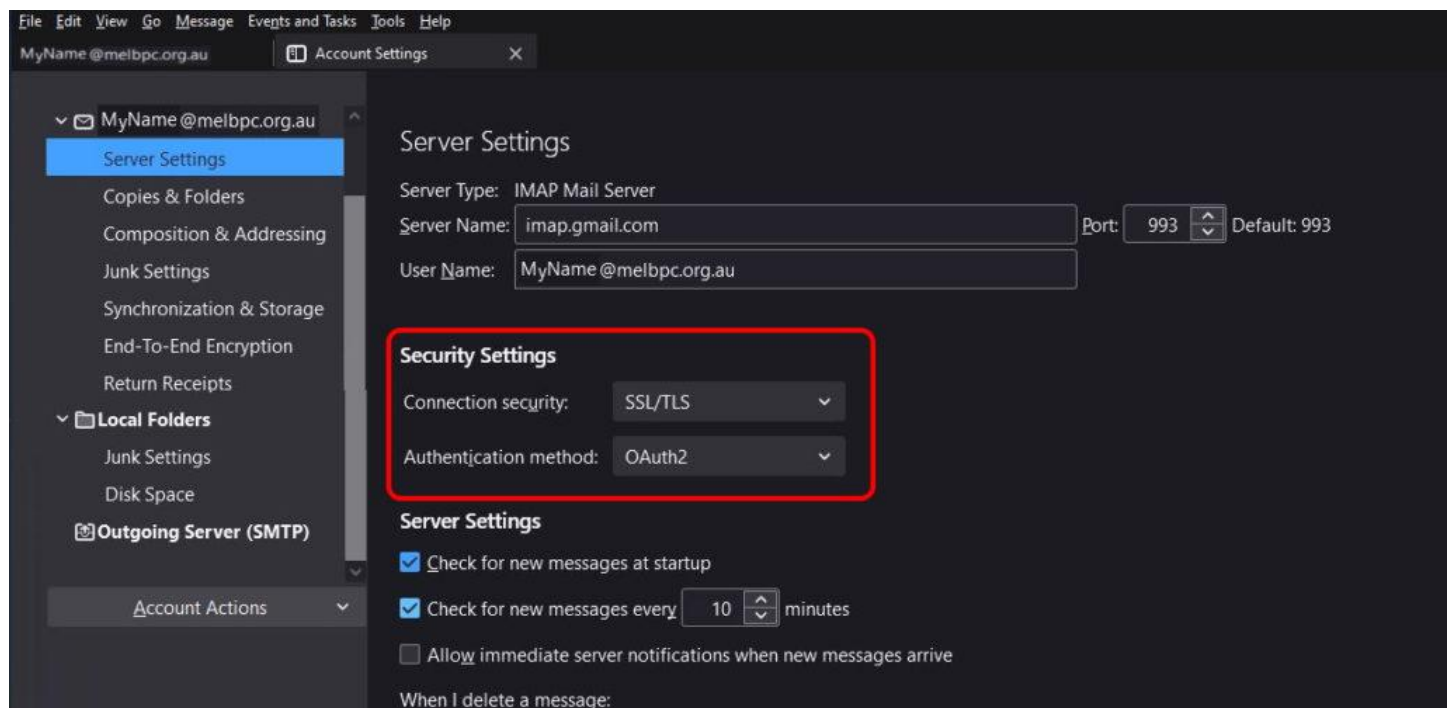 File Edit View Go Message Events and Tasks Tools Help
MyName@melbpc.org.au Account Settings
MyName@melbpc.org.au
Server Settings
Copies & Folders
Composition & Addressing
Junk Settings
Synchronization & Storage
End-To-End Encryption
Return Receipts
Local Folders
Junk Settings
Disk Space
Outgoing Server (SMTP)
Account Actions
Server Settings
Server Type: IMAP Mail Server
Server Name: imap.gmail.com Port: 993 Default: 993
User Name: MyName@melbpc.org.au
Security Settings
Connection security: SSL/TLS
Authentication method: OAuth2
Server Settings
Check for new messages at startup
Check for new messages every 10 minutes
Allow immediate server notifications when new messages arrive
When I delete a message: